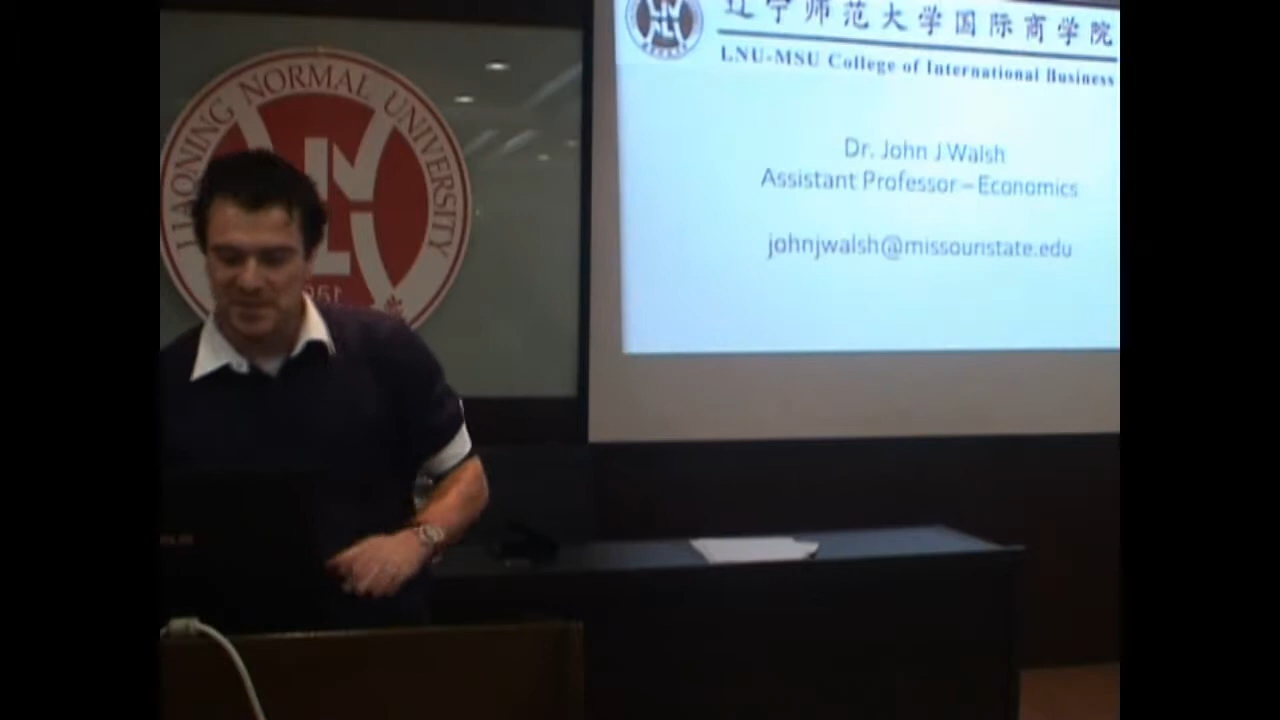 LIAONING NORMAL UNIVERSITY
辽宁师范大学国际商学院
LNU-MSU College of International Business
Dr. John J Walsh
Assistant Professor – Economics
johnjwalsh@missouristate.edu